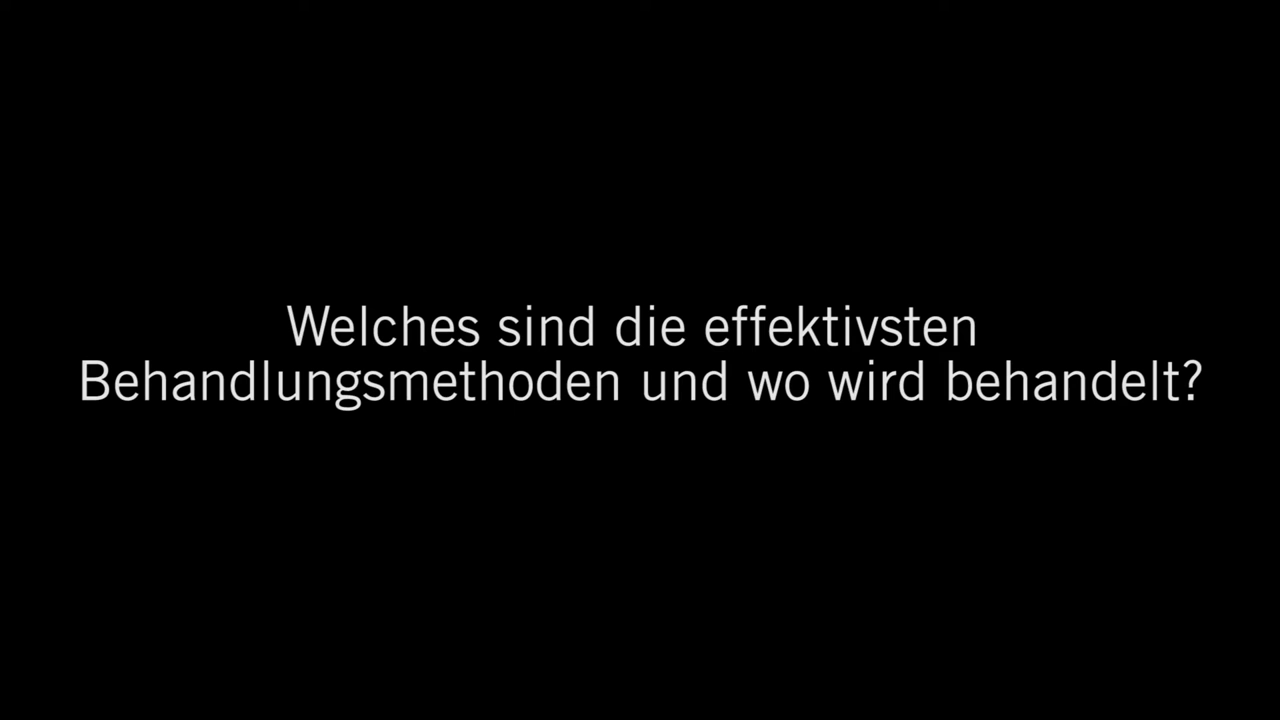 Welches sind die effektivsten
Behandlungsmethoden und wo wird behandelt?